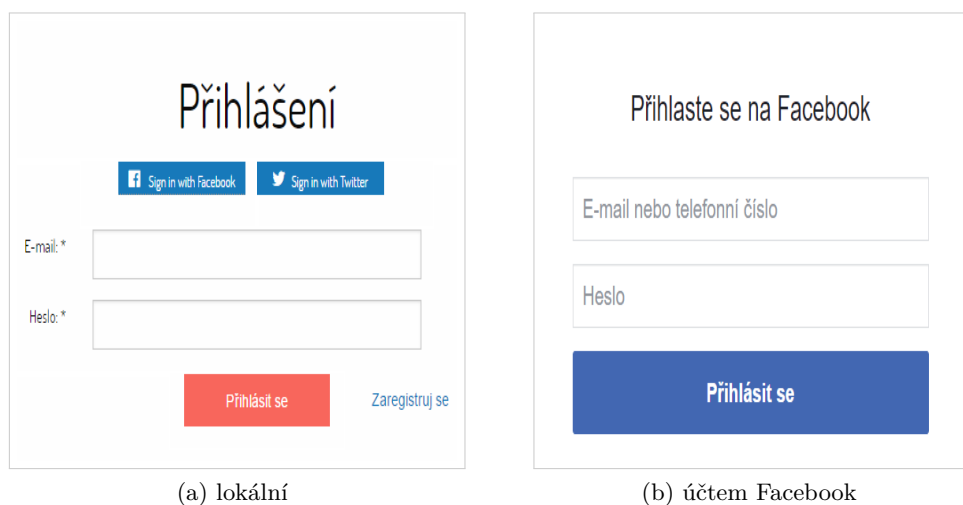 Přihlášení
Sign in with Facebook
Sign in with Twitter
E-mail: *
Heslo: *
Přihlásit se
Zaregistruj se
(a) lokální
Přihlaste se na Facebook
E-mail nebo telefonní číslo
Heslo
Přihlásit se
(b) účtem Facebook